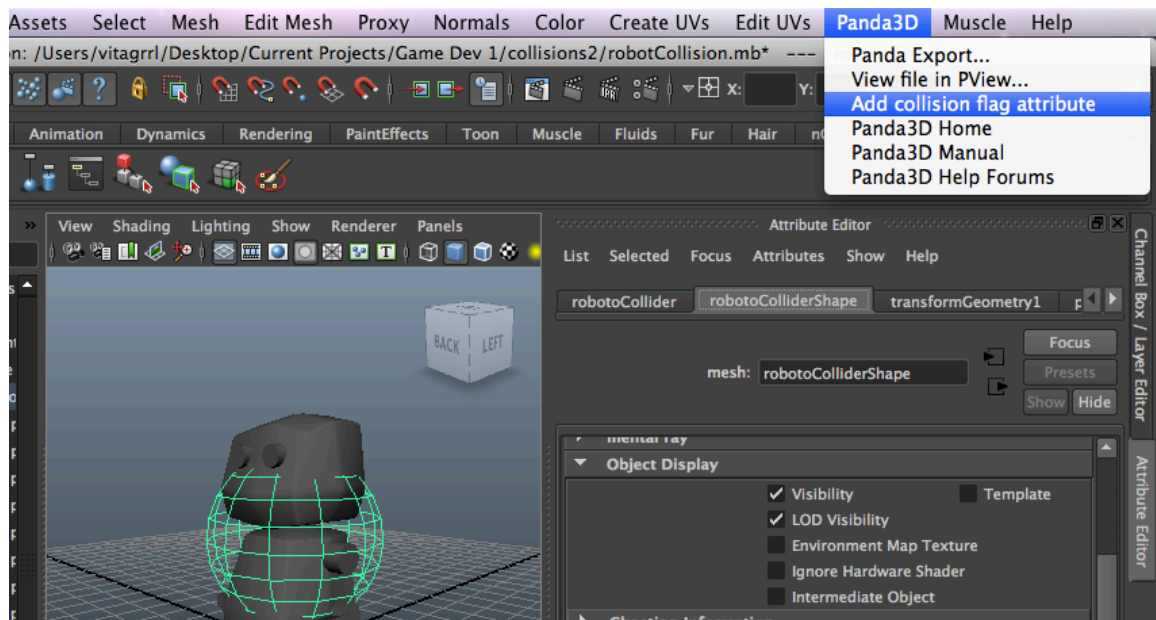 Assets Select Mesh Edit Mesh Proxy Normals Color Create UVs Edit UVs Panda3D Muscle Help
on: /Users/vitagrrl/Desktop/Current Projects/Game Dev 1/collisions2/robotCollision.mb* ---
Panda Export...
View file in PView...
Add collision flag attribute
Panda3D Home
Panda3D Manual
Panda3D Help Forums
X: Y:
Animation Dynamics Rendering PaintEffects Toon Muscle Fluids Fur Hair
View Shading Lighting Show Renderer Panels
BACK LEFT
Attribute Editor
List Selected Focus Attributes Show Help
robotoCollider robotoColliderShape transformGeometry1 p
mesh: robotoColliderShape
Focus
Presets
Show Hide
mental ray
Object Display
Visibility Template
LOD Visibility
Environment Map Texture
Ignore Hardware Shader
Intermediate Object
Ghosting Information
Channel Box / Layer Editor
Attribute Editor